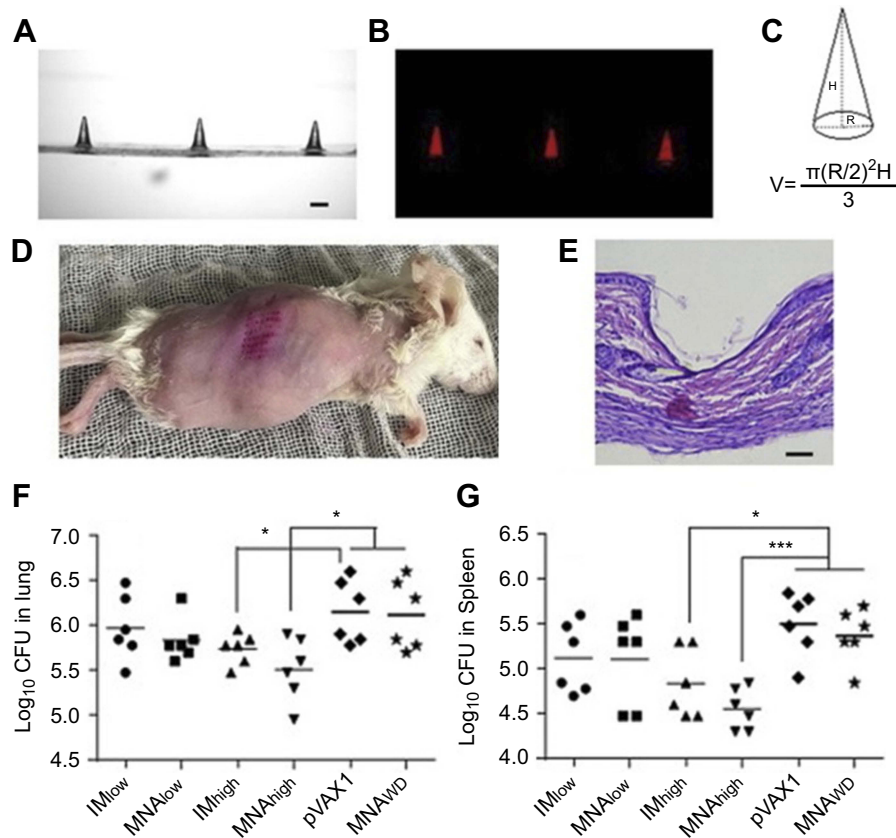 A
B
C
H
R
V= π(R/2)²H
3
D
E
F
G
7.0
6.5
6.0
5.5
5.0
4.5
Log₁₀ CFU in lung
*
*
IMlow
MNAlow
IMhigh
MNAhigh
pVAX1
MNAWD
6.5
6.0
5.5
5.0
4.5
4.0
Log₁₀ CFU in Spleen
*
***
IMlow
MNAlow
IMhigh
MNAhigh
pVAX1
MNAWD